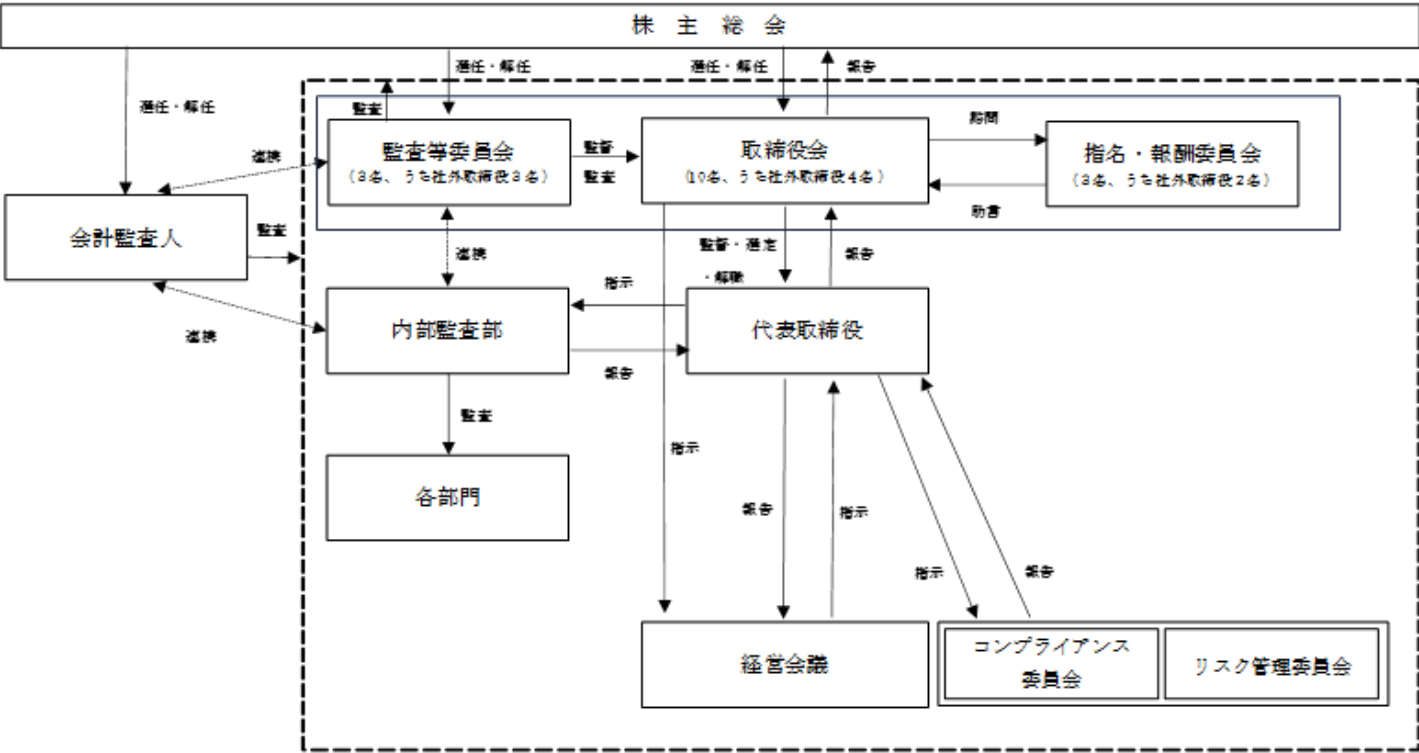 株主総会
選任・解任
選任・解任
報告
選任・解任
監査
監査等委員会
(3名、うち社外取締役3名)
監督
監査
取締役会
(10名、うち社外取締役4名)
諮問
助言
指名・報酬委員会
(3名、うち社外取締役2名)
連携
会計監査人
監査
連携
監督・選定
・解職
報告
指示
内部監査部
代表取締役
連携
報告
監査
指示
各部門
報告
指示
指示
報告
経営会議
コンプライアンス
委員会
リスク管理委員会